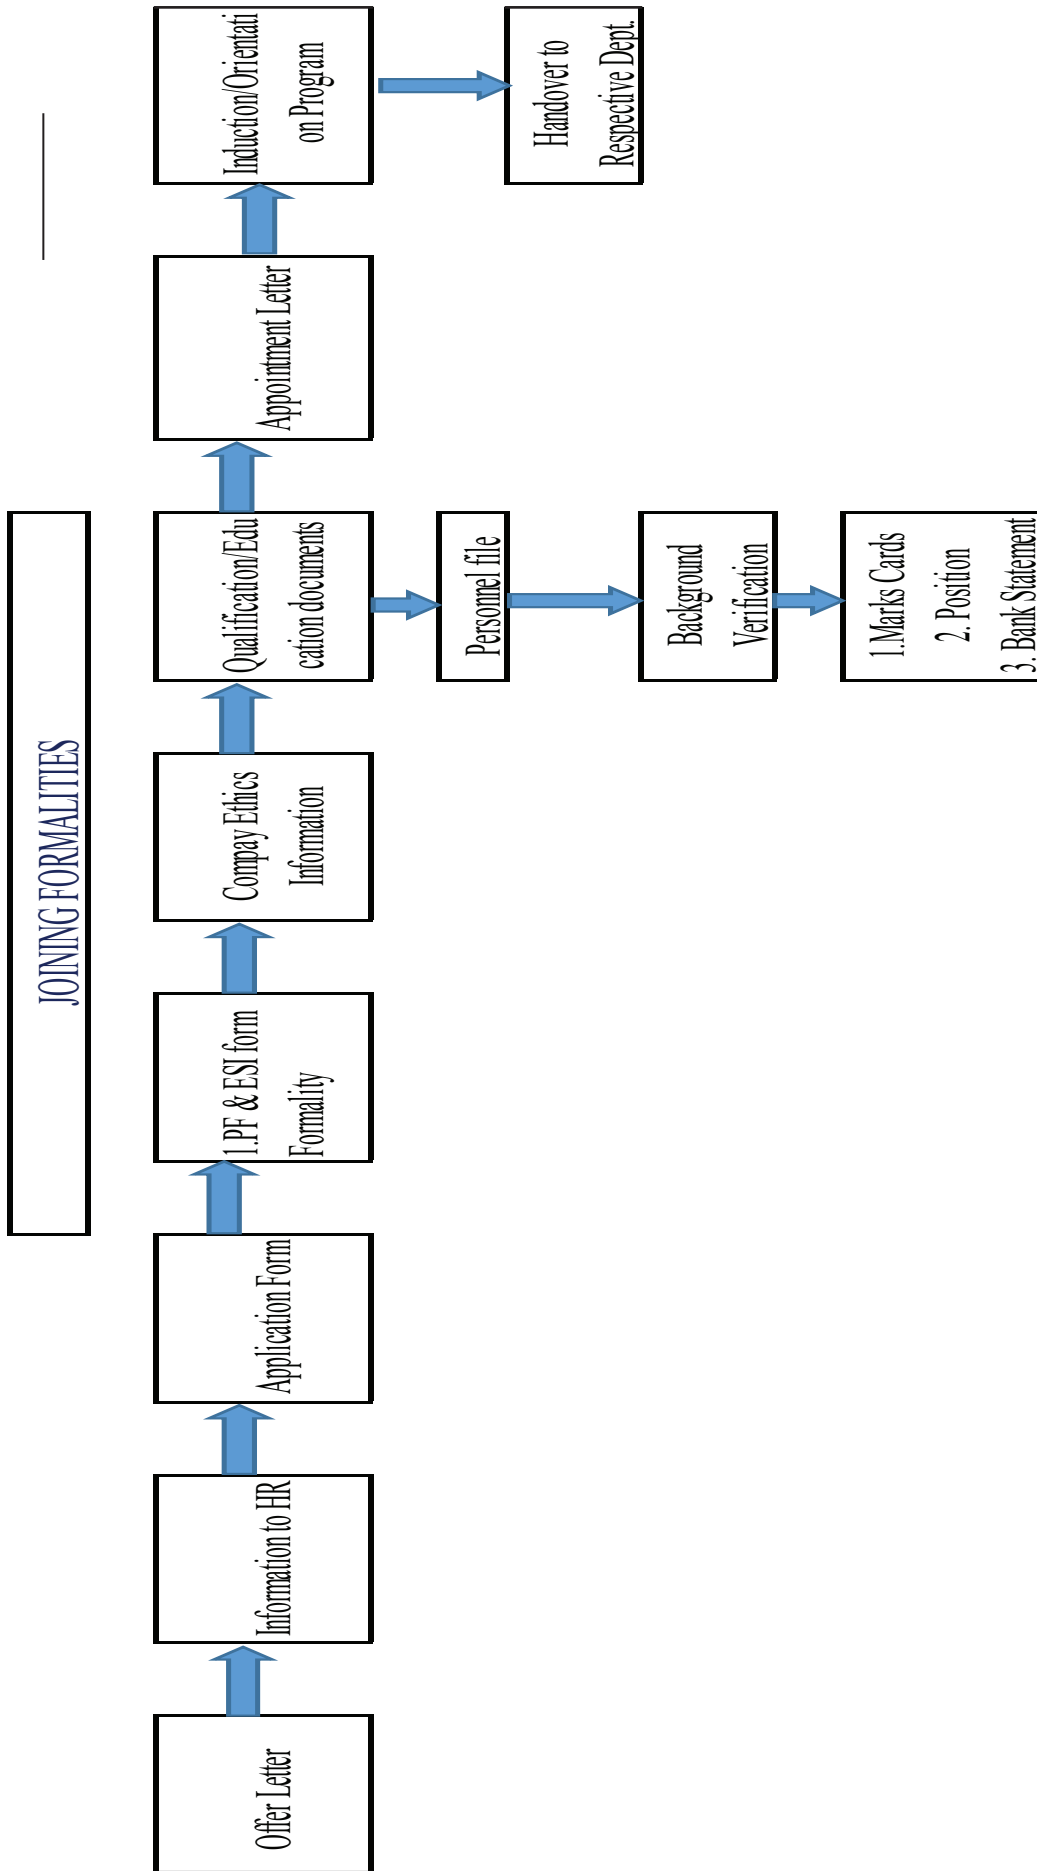 JOINING FORMALITIES
Offer Letter
Information to HR
Application Form
1.PF & ESI form
Formality
Compay Ethics
Information
Qualification/Edu
cation documents
Appointment Letter
Induction/Orientati
on Program
Personnel file
Handover to
Respective Dept.
Background
Verification
1.Marks Cards
2. Position
3. Bank Statement